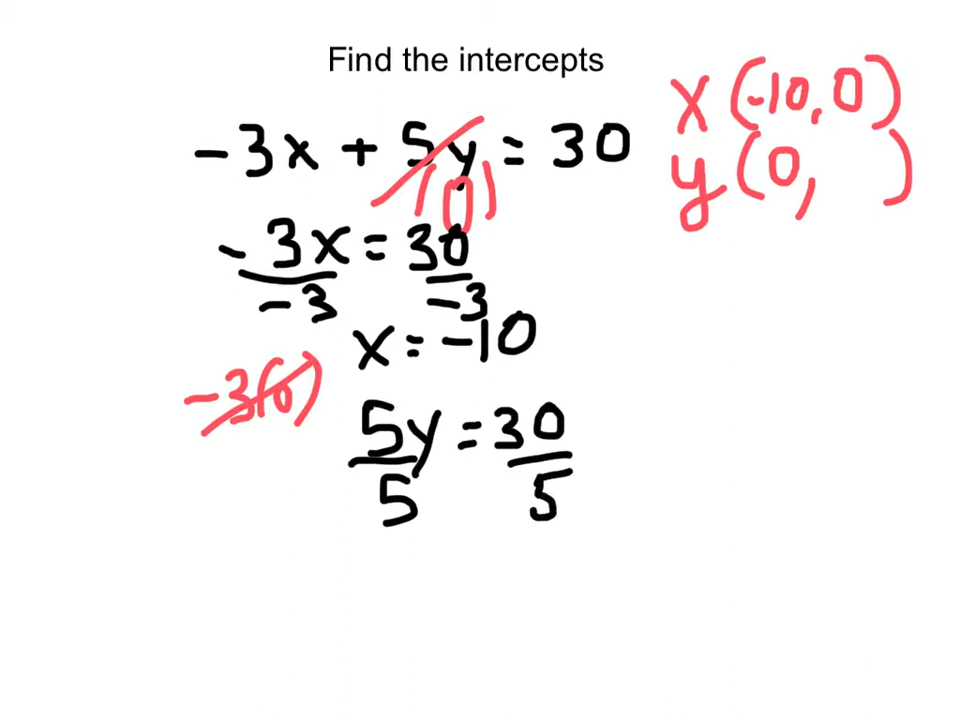 Find the intercepts
-3x + 5y = 30
(0)
x (-10, 0)
y (0, )
-3x = 30
-3 -3
x = -10
-3(0)
5y = 30
5 5